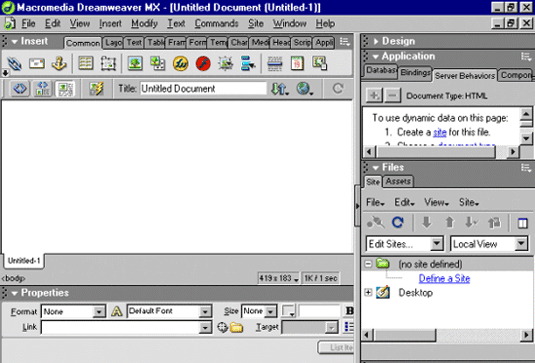 Macromedia Dreamweaver MX - [Untitled Document (Untitled-1)]
File Edit View Insert Modify Text Commands Site Window Help
Insert Common Layo Text Table Fram Form Temp Char Med Head Scrip Appli
Title: Untitled Document
Untitled-1
<body> 419 x 183 1K / 1 sec
Properties
Format None Default Font Size None B
Link Target
List Ite
Design
Application
Databas Bindings Server Behaviors Compon
Document Type: HTML
To use dynamic data on this page:
1. Create a site for this file.
2. Choose a document type
Files
Site Assets
File Edit View Site
Edit Sites... Local View
(no site defined)
Define a Site
Desktop